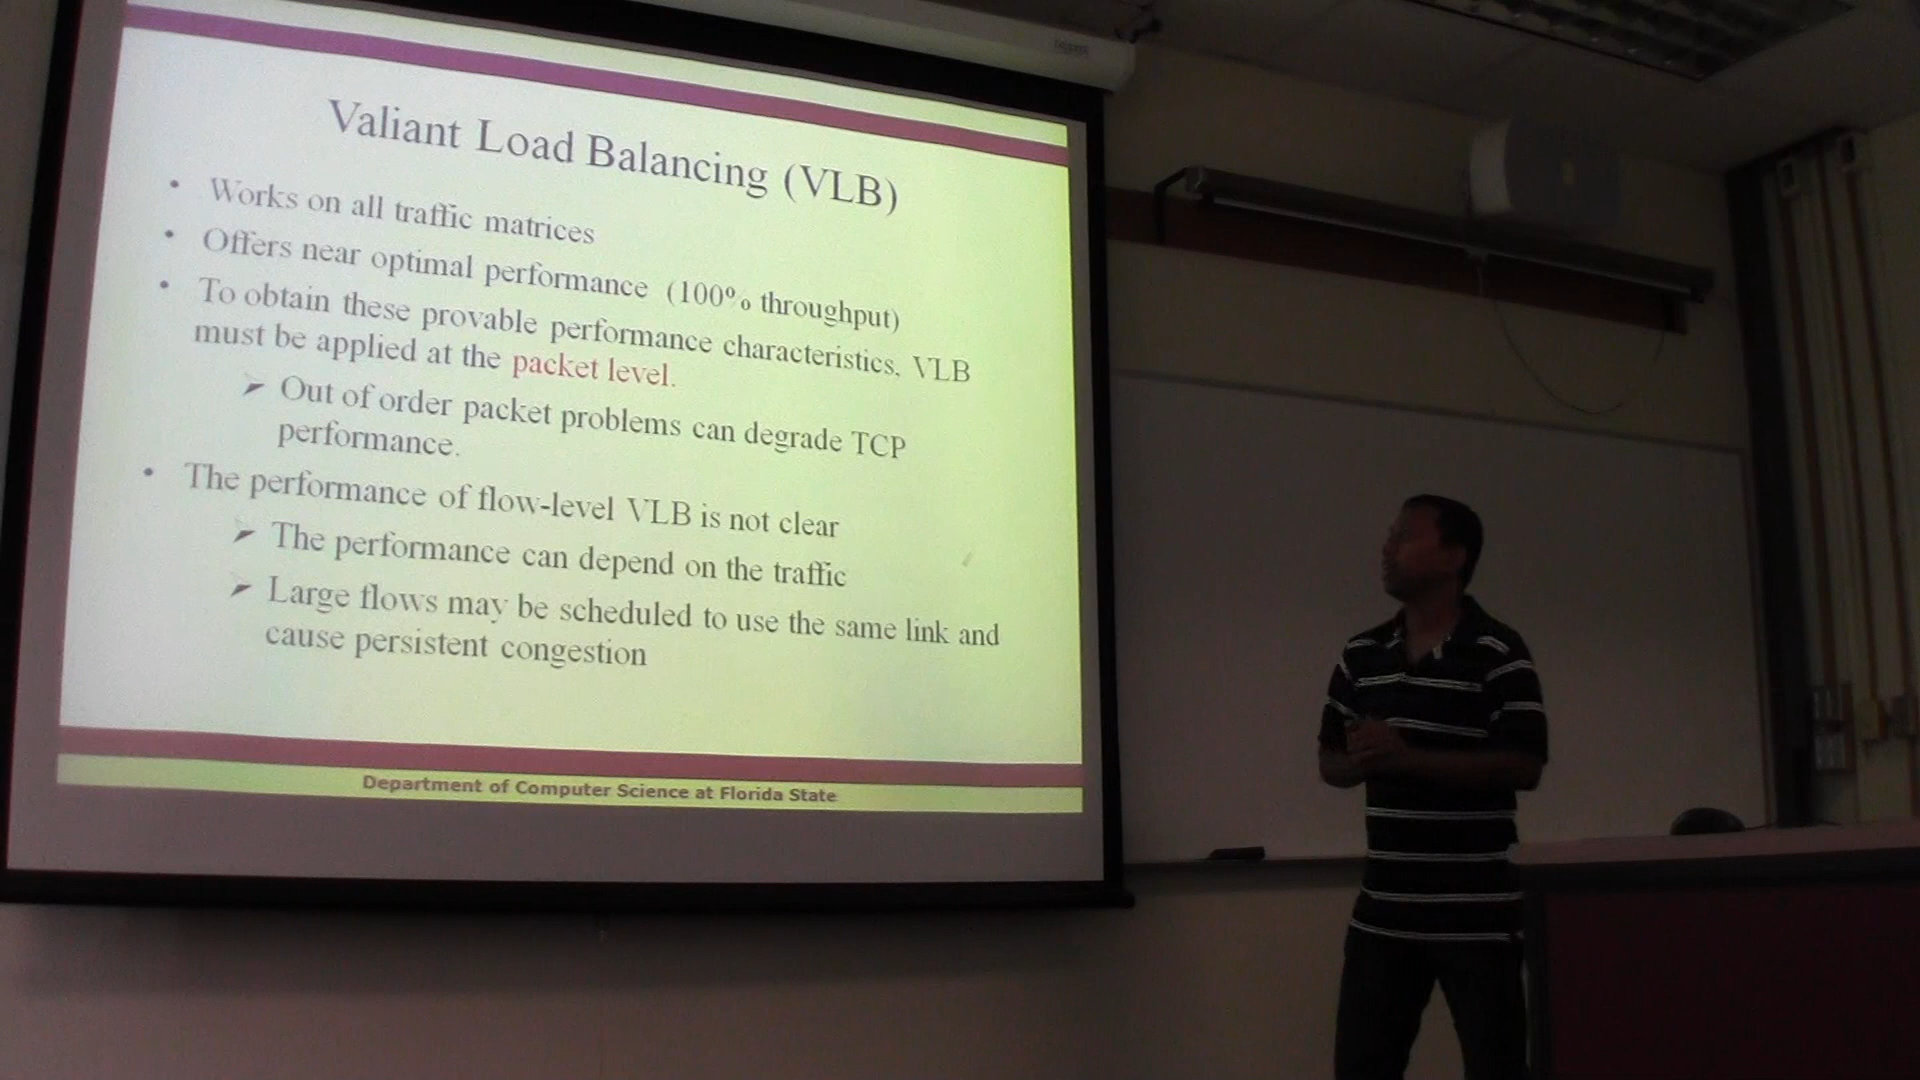 Valiant Load Balancing (VLB)
• Works on all traffic matrices
• Offers near optimal performance (100% throughput)
• To obtain these provable performance characteristics, VLB
must be applied at the packet level.
➢ Out of order packet problems can degrade TCP
performance.
• The performance of flow-level VLB is not clear
➢ The performance can depend on the traffic
➢ Large flows may be scheduled to use the same link and
cause persistent congestion
Department of Computer Science at Florida State